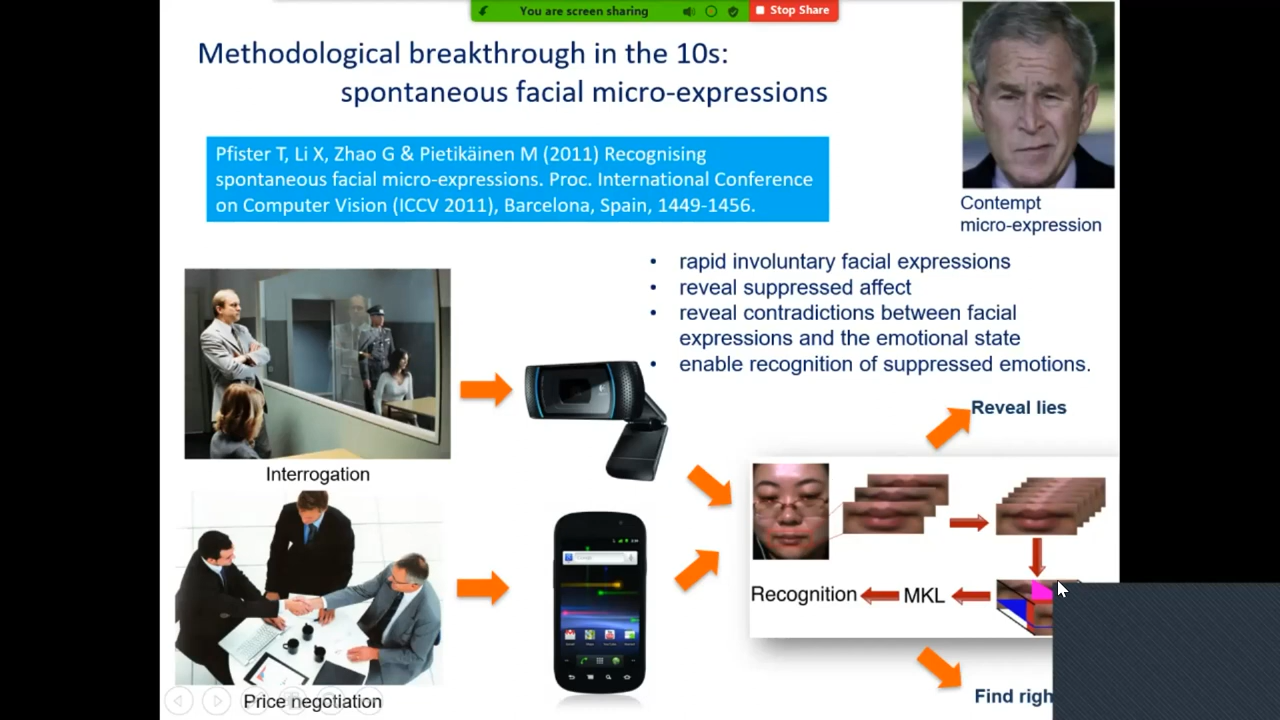 You are screen sharing
Stop Share
Methodological breakthrough in the 10s:
spontaneous facial micro-expressions
Pfister T, Li X, Zhao G & Pietikäinen M (2011) Recognising
spontaneous facial micro-expressions. Proc. International Conference
on Computer Vision (ICCV 2011), Barcelona, Spain, 1449-1456.
Contempt
micro-expression
• rapid involuntary facial expressions
• reveal suppressed affect
• reveal contradictions between facial
expressions and the emotional state
• enable recognition of suppressed emotions.
Reveal lies
Interrogation
Recognition
MKL
Price negotiation
Find righ